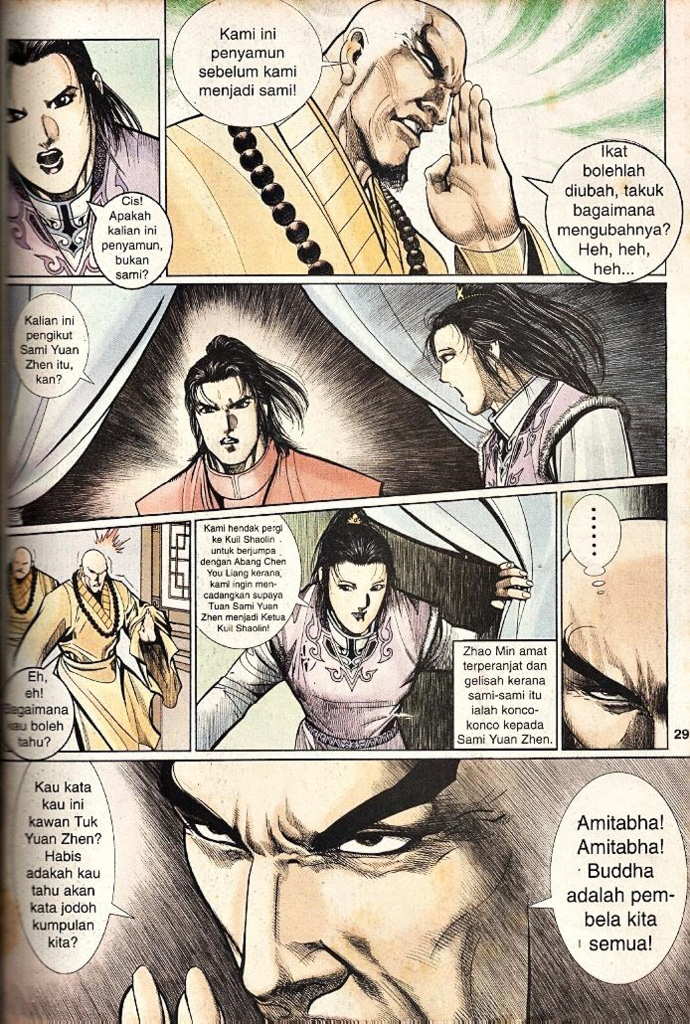 Cis!
Apakah
kalian ini
penyamun,
bukan
sami?
Kami ini
penyamun
sebelum kami
menjadi sami!
Ikat
bolehlah
diubah, takuk
bagaimana
mengubahnya?
Heh, heh,
heh...
Kalian ini
pengikut
Sami Yuan
Zhen itu,
kan?
Eh,
eh!
Bagaimana
kau boleh
tahu?
Kami hendak pergi
ke Kuil Shaolin
untuk berjumpa
dengan Abang Chen
You Liang kerana,
kami ingin men-
cadangkan supaya
Tuan Sami Yuan
Zhen menjadi Ketua
Kuil Shaolin!
Zhao Min amat
terperanjat dan
gelisah kerana
sami-sami itu
ialah konco-
konco kepada
Sami Yuan Zhen.
......
29
Kau kata
kau ini
kawan Tuk
Yuan Zhen?
Habis
adakah kau
tahu akan
kata jodoh
kumpulan
kita?
Amitabha!
Amitabha!
Buddha
adalah pem-
bela kita
semua!